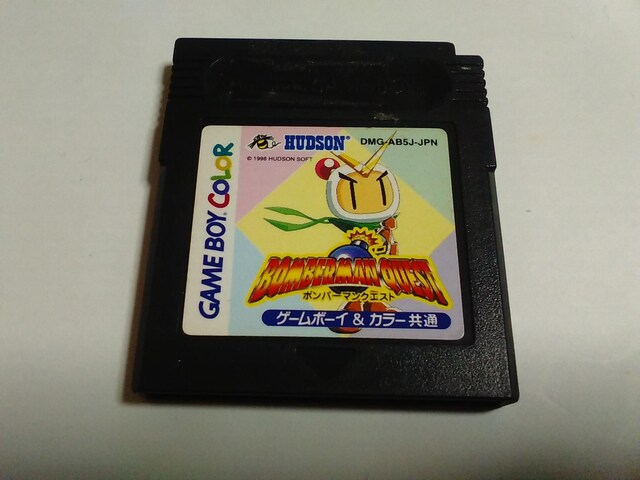 HUDSON®
DMG-AB5J-JPN
© 1998 HUDSON SOFT
GAME BOY COLOR
BOMBERMAN QUEST
ボンバーマンクエスト
ゲームボーイ & カラー共通